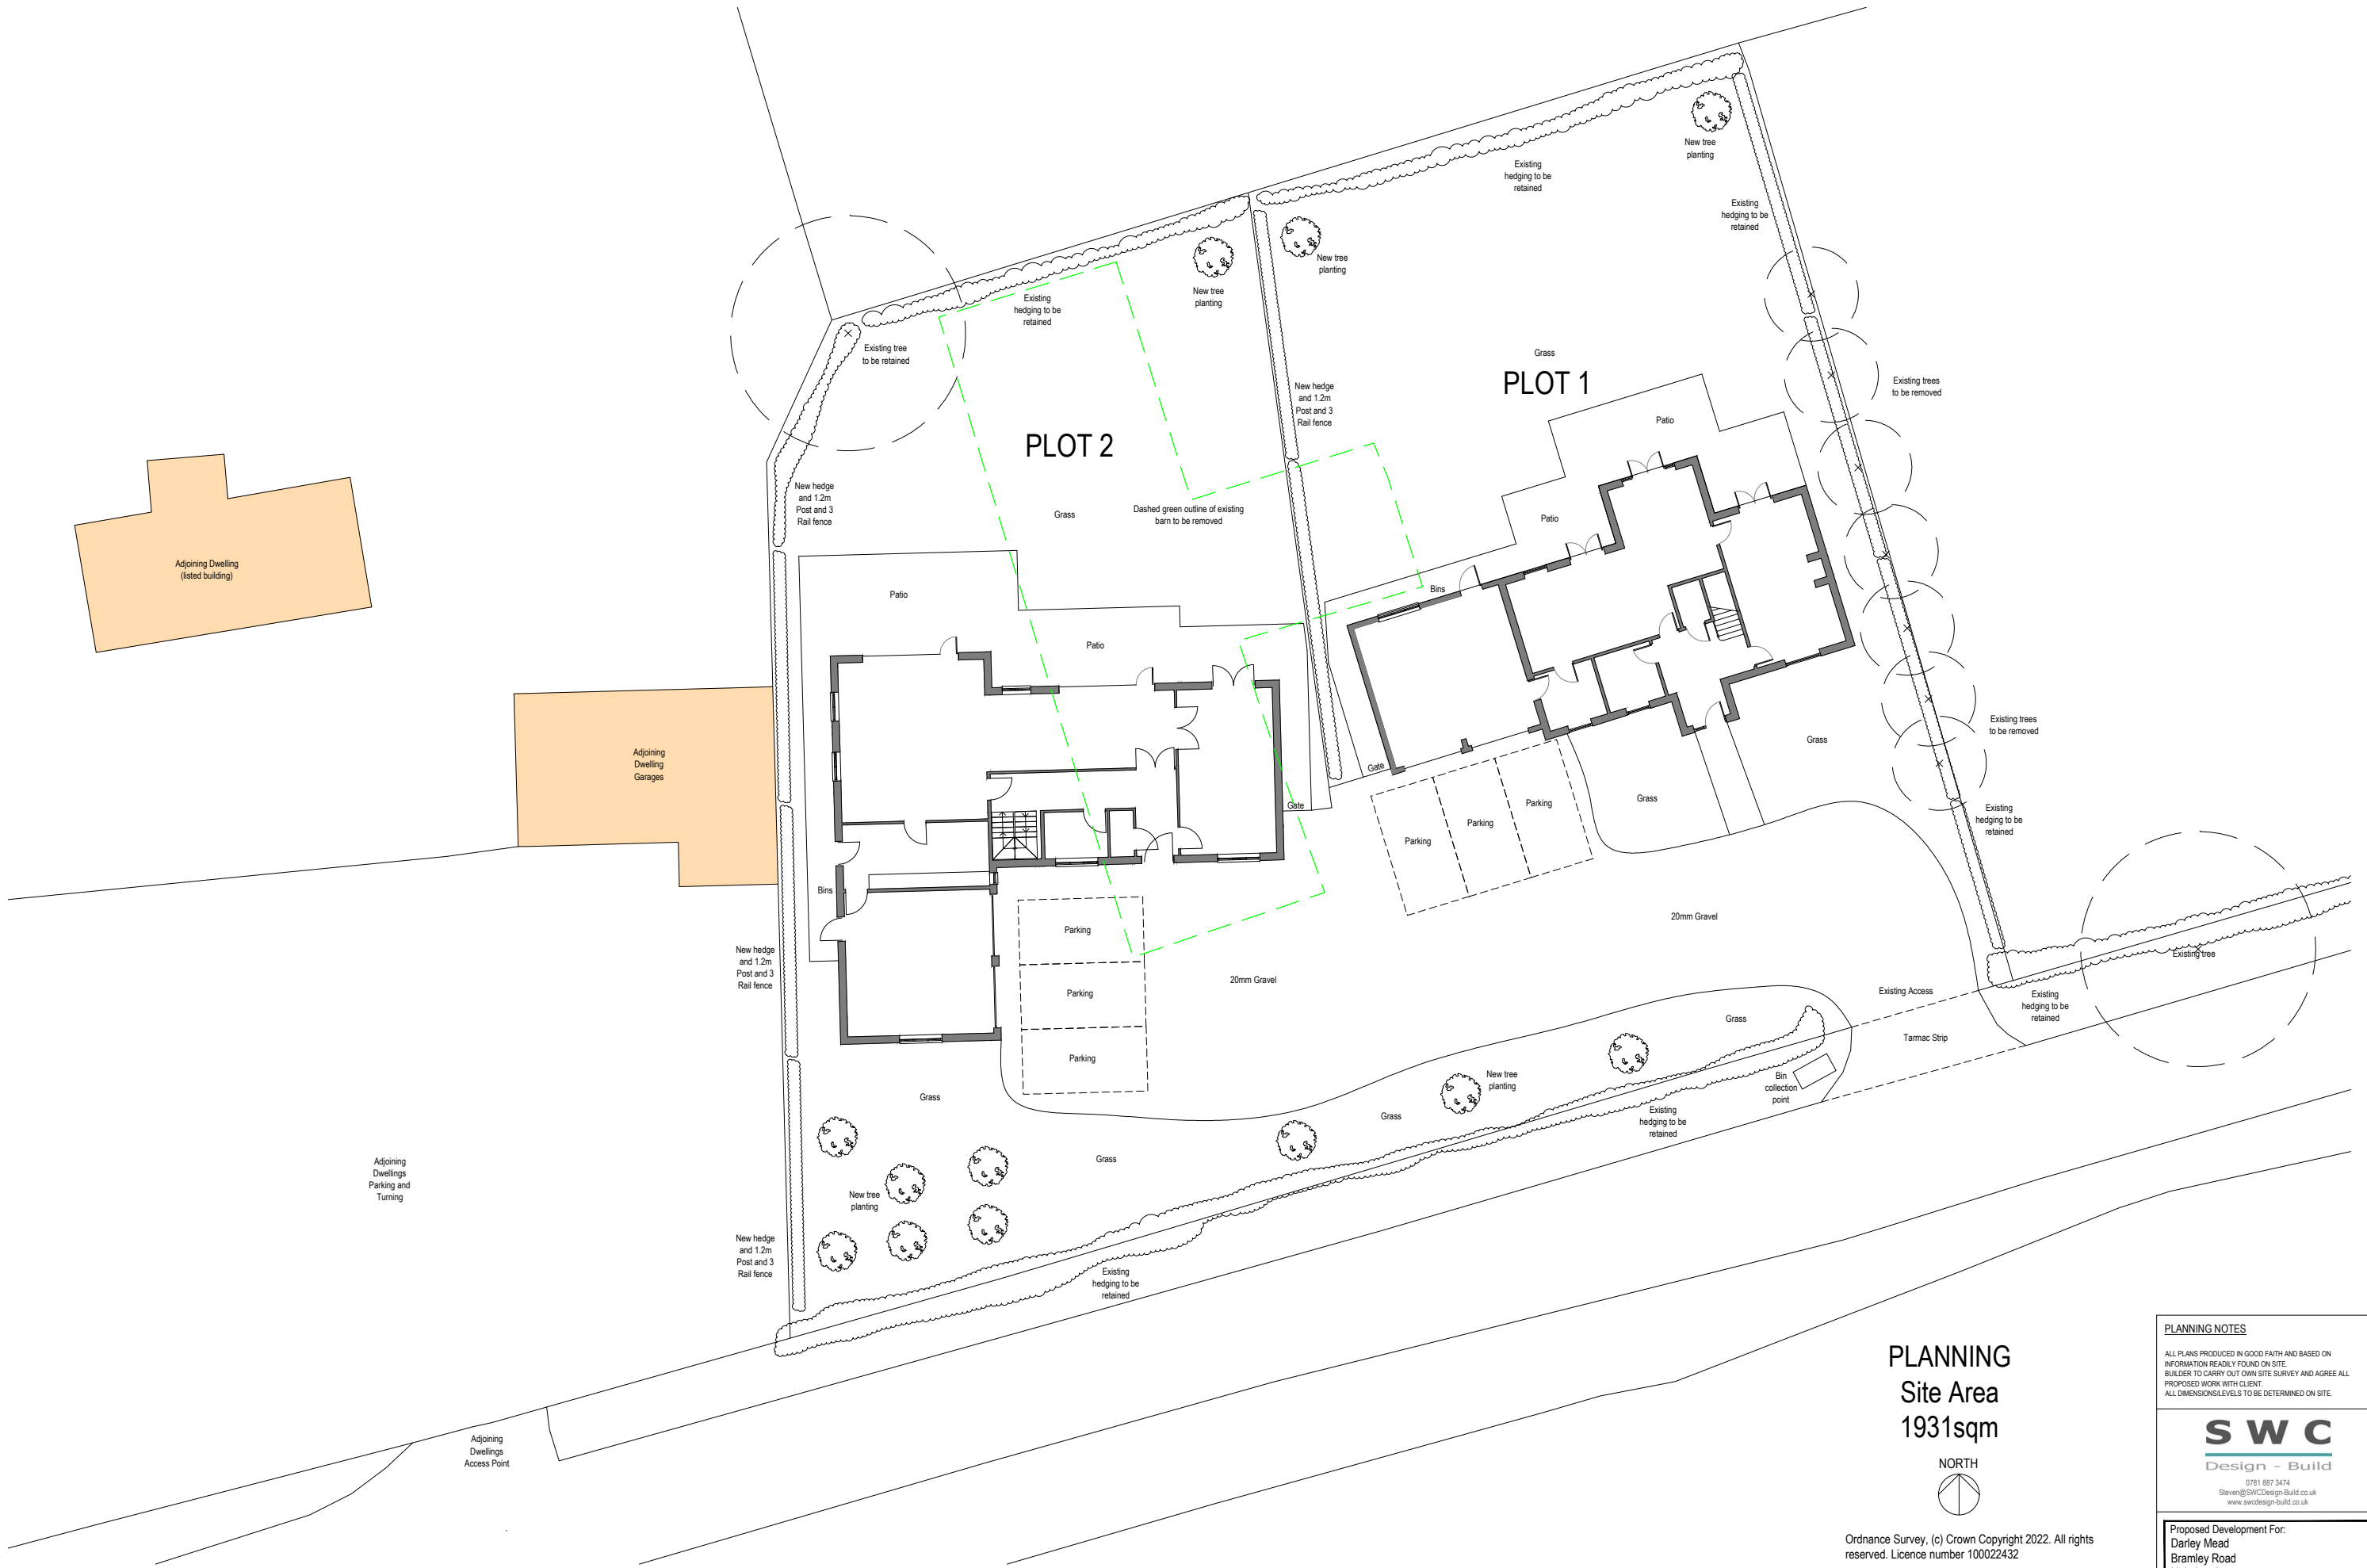 New tree
planting
Existing
hedging to be
retained
Existing
hedging to be
retained
New tree
planting
New tree
planting
Existing
hedging to be
retained
Existing tree
to be retained
Grass
PLOT 1
Existing trees
to be removed
New hedge
and 1.2m
Post and 3
Rail fence
Patio
PLOT 2
New hedge
and 1.2m
Post and 3
Rail fence
Grass
Dashed green outline of existing
barn to be removed
Patio
Adjoining Dwelling
(listed building)
Patio
Bins
Patio
Existing trees
to be removed
Grass
Adjoining
Dwelling
Garages
Gate
Grass
Parking
Parking
Parking
Gate
Existing
hedging to be
retained
Bins
20mm Gravel
Parking
New hedge
and 1.2m
Post and 3
Rail fence
Existing tree
20mm Gravel
Parking
Existing Access
Existing
hedging to be
retained
Grass
Tarmac Strip
Parking
New tree
planting
Bin
collection
point
Grass
Grass
Existing
hedging to be
retained
Grass
Adjoining
Dwellings
Parking and
Turning
New tree
planting
New hedge
and 1.2m
Post and 3
Rail fence
Existing
hedging to be
retained
Adjoining
Dwellings
Access Point
PLANNING
Site Area
1931sqm
NORTH
Ordnance Survey, (c) Crown Copyright 2022. All rights
reserved. Licence number 100022432
PLANNING NOTES
ALL PLANS PRODUCED IN GOOD FAITH AND BASED ON
INFORMATION READILY FOUND ON SITE.
BUILDER TO CARRY OUT OWN SITE SURVEY AND AGREE ALL
PROPOSED WORK WITH CLIENT.
ALL DIMENSIONS/LEVELS TO BE DETERMINED ON SITE.
SWC
Design - Build
0781 887 3474
Steven@SWCDesign-Build.co.uk
www.swcdesign-build.co.uk
Proposed Development For:
Darley Mead
Bramley Road